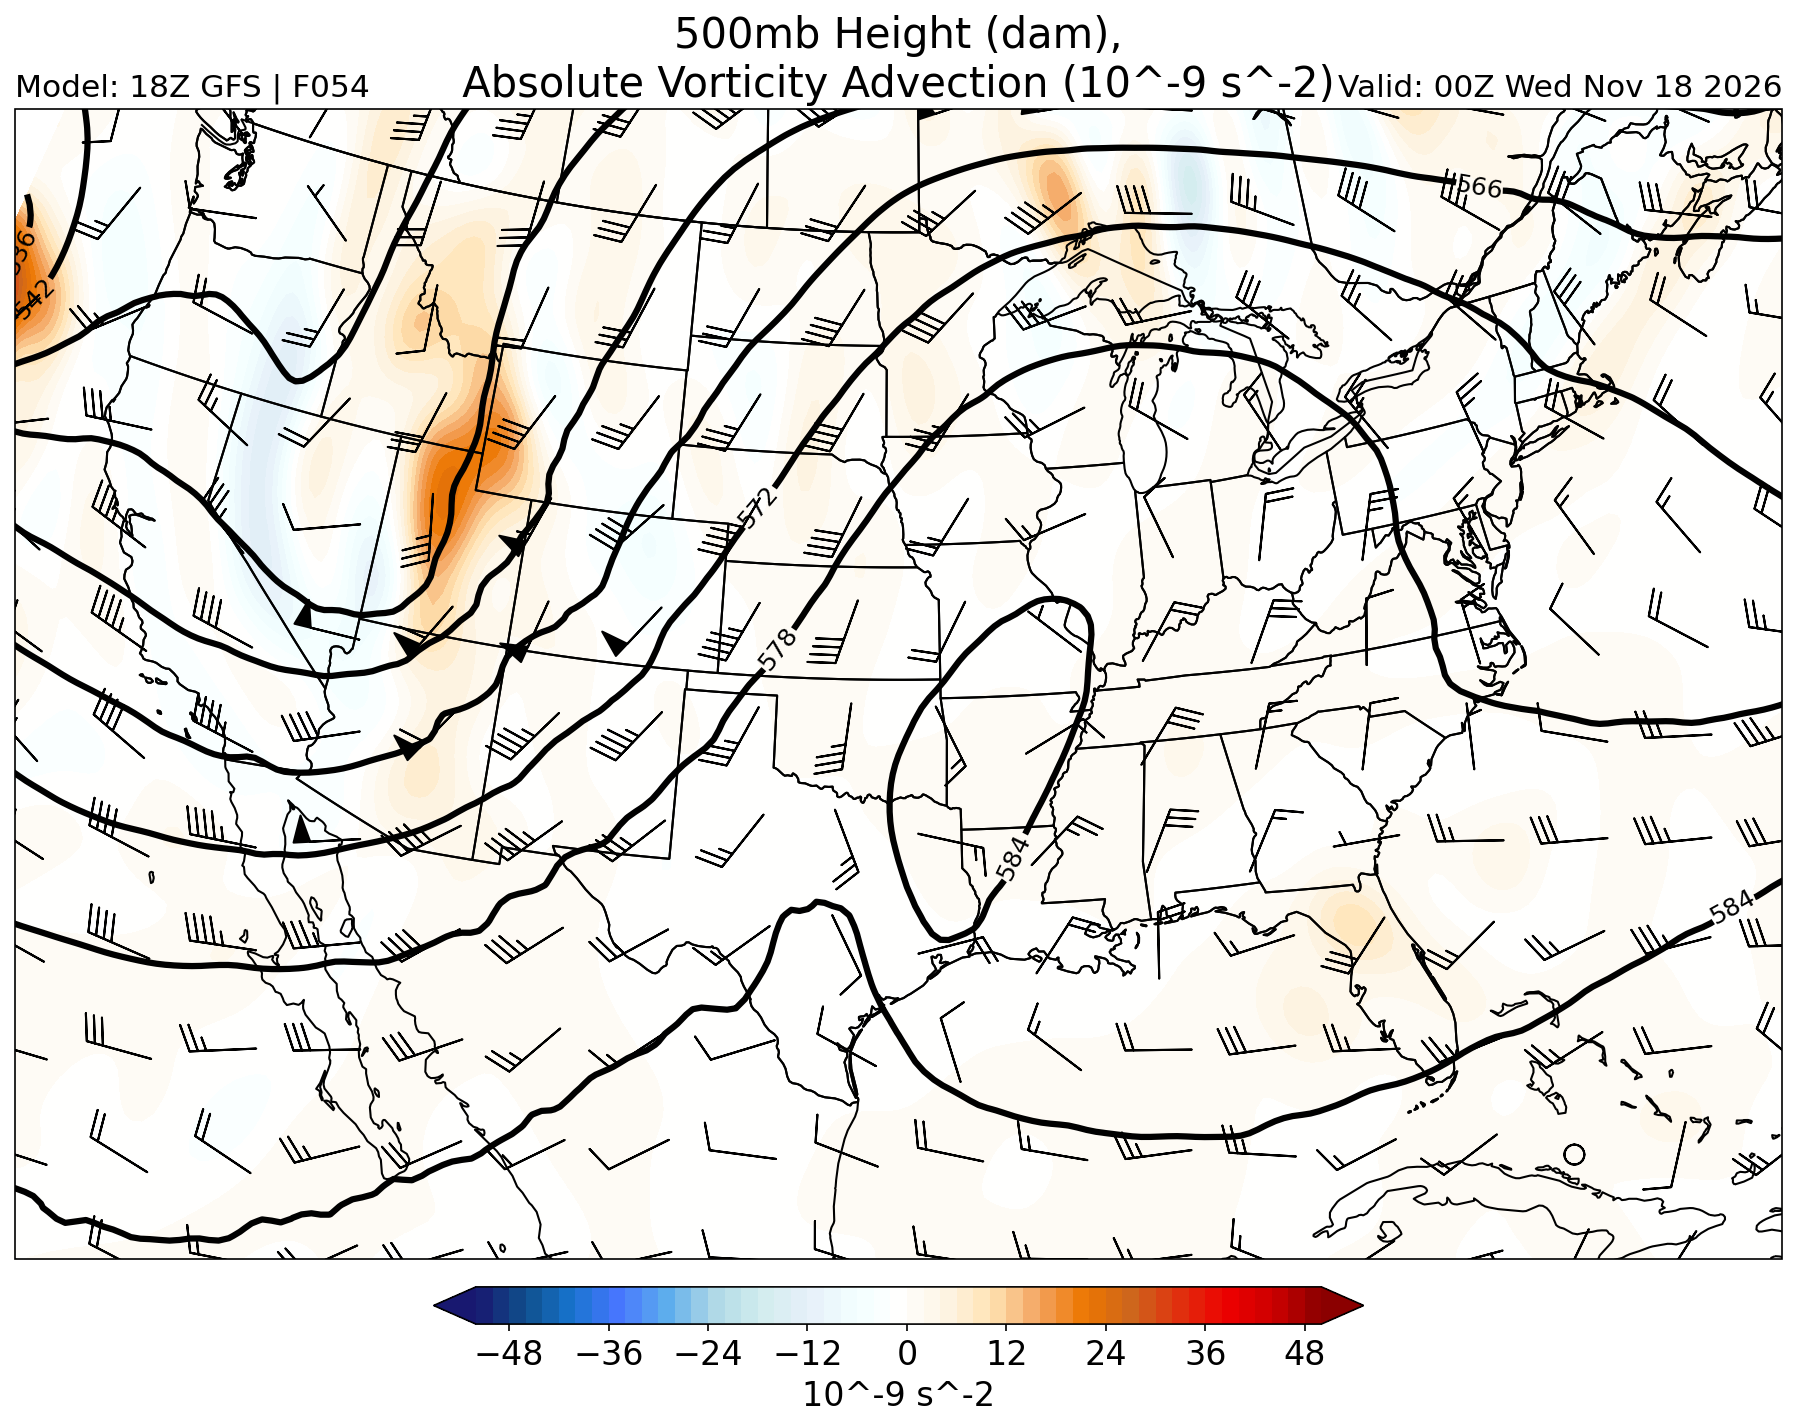 500mb Height (dam),
Model: 18Z GFS | F054 Absolute Vorticity Advection (10^-9 s^-2) Valid: 00Z Wed Nov 18 2026
566
536
542
572
578
584
584
−48 −36 −24 −12 0 12 24 36 48
10^-9 s^-2